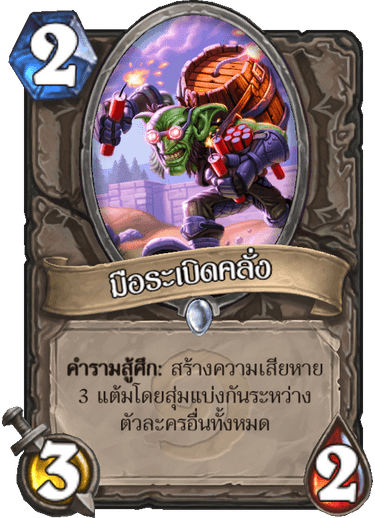 2
มือระเบิดคลั่ง
คำรามสู้ศึก: สร้างความเสียหาย
3 แต้มโดยสุ่มแบ่งกันระหว่าง
ตัวละครอื่นทั้งหมด
3
2